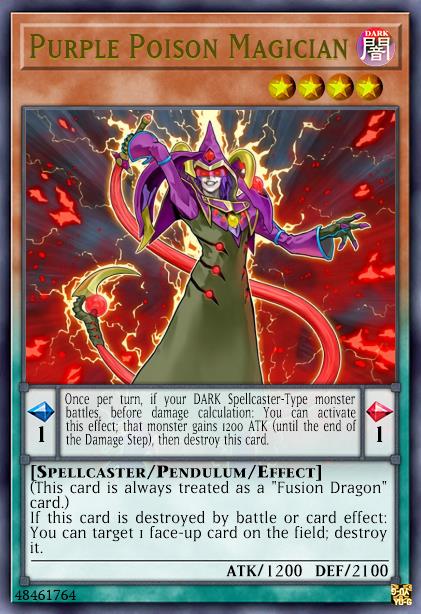 PURPLE POISON MAGICIAN
DARK
闇
Once per turn, if your DARK Spellcaster-Type monster
battles, before damage calculation: You can activate
this effect; that monster gains 1200 ATK (until the end of
the Damage Step), then destroy this card.
1
1
[SPELLCASTER/PENDULUM/EFFECT]
(This card is always treated as a "Fusion Dragon"
card.)
If this card is destroyed by battle or card effect:
You can target 1 face-up card on the field; destroy
it.
ATK/1200 DEF/2100
48461764